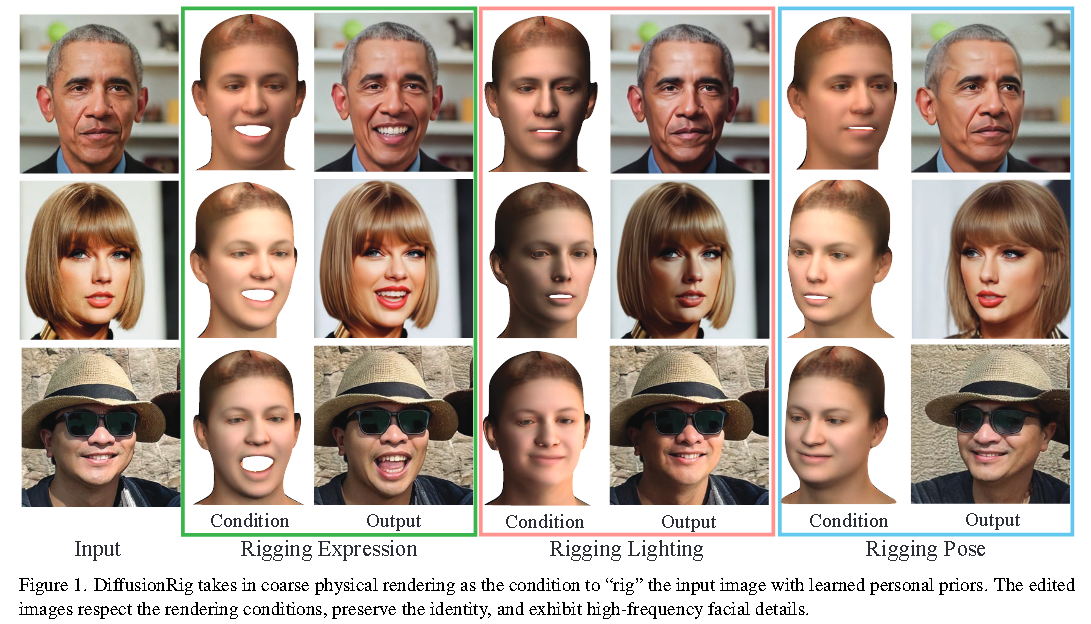 Condition Output Condition Output Condition Output
Input Rigging Expression Rigging Lighting Rigging Pose
Figure 1. DiffusionRig takes in coarse physical rendering as the condition to “rig” the input image with learned personal priors. The edited
images respect the rendering conditions, preserve the identity, and exhibit high-frequency facial details.